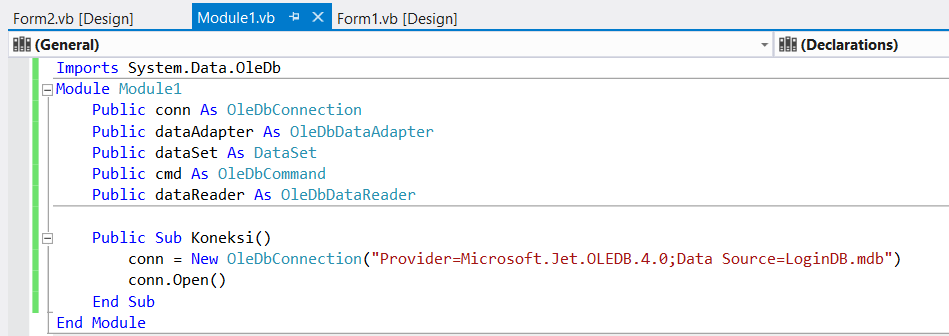 Form2.vb [Design] Module1.vb Form1.vb [Design]
(General) (Declarations)
Imports System.Data.OleDb
Module Module1
    Public conn As OleDbConnection
    Public dataAdapter As OleDbDataAdapter
    Public dataSet As DataSet
    Public cmd As OleDbCommand
    Public dataReader As OleDbDataReader
    Public Sub Koneksi()
        conn = New OleDbConnection("Provider=Microsoft.Jet.OLEDB.4.0;Data Source=LoginDB.mdb")
        conn.Open()
    End Sub
End Module